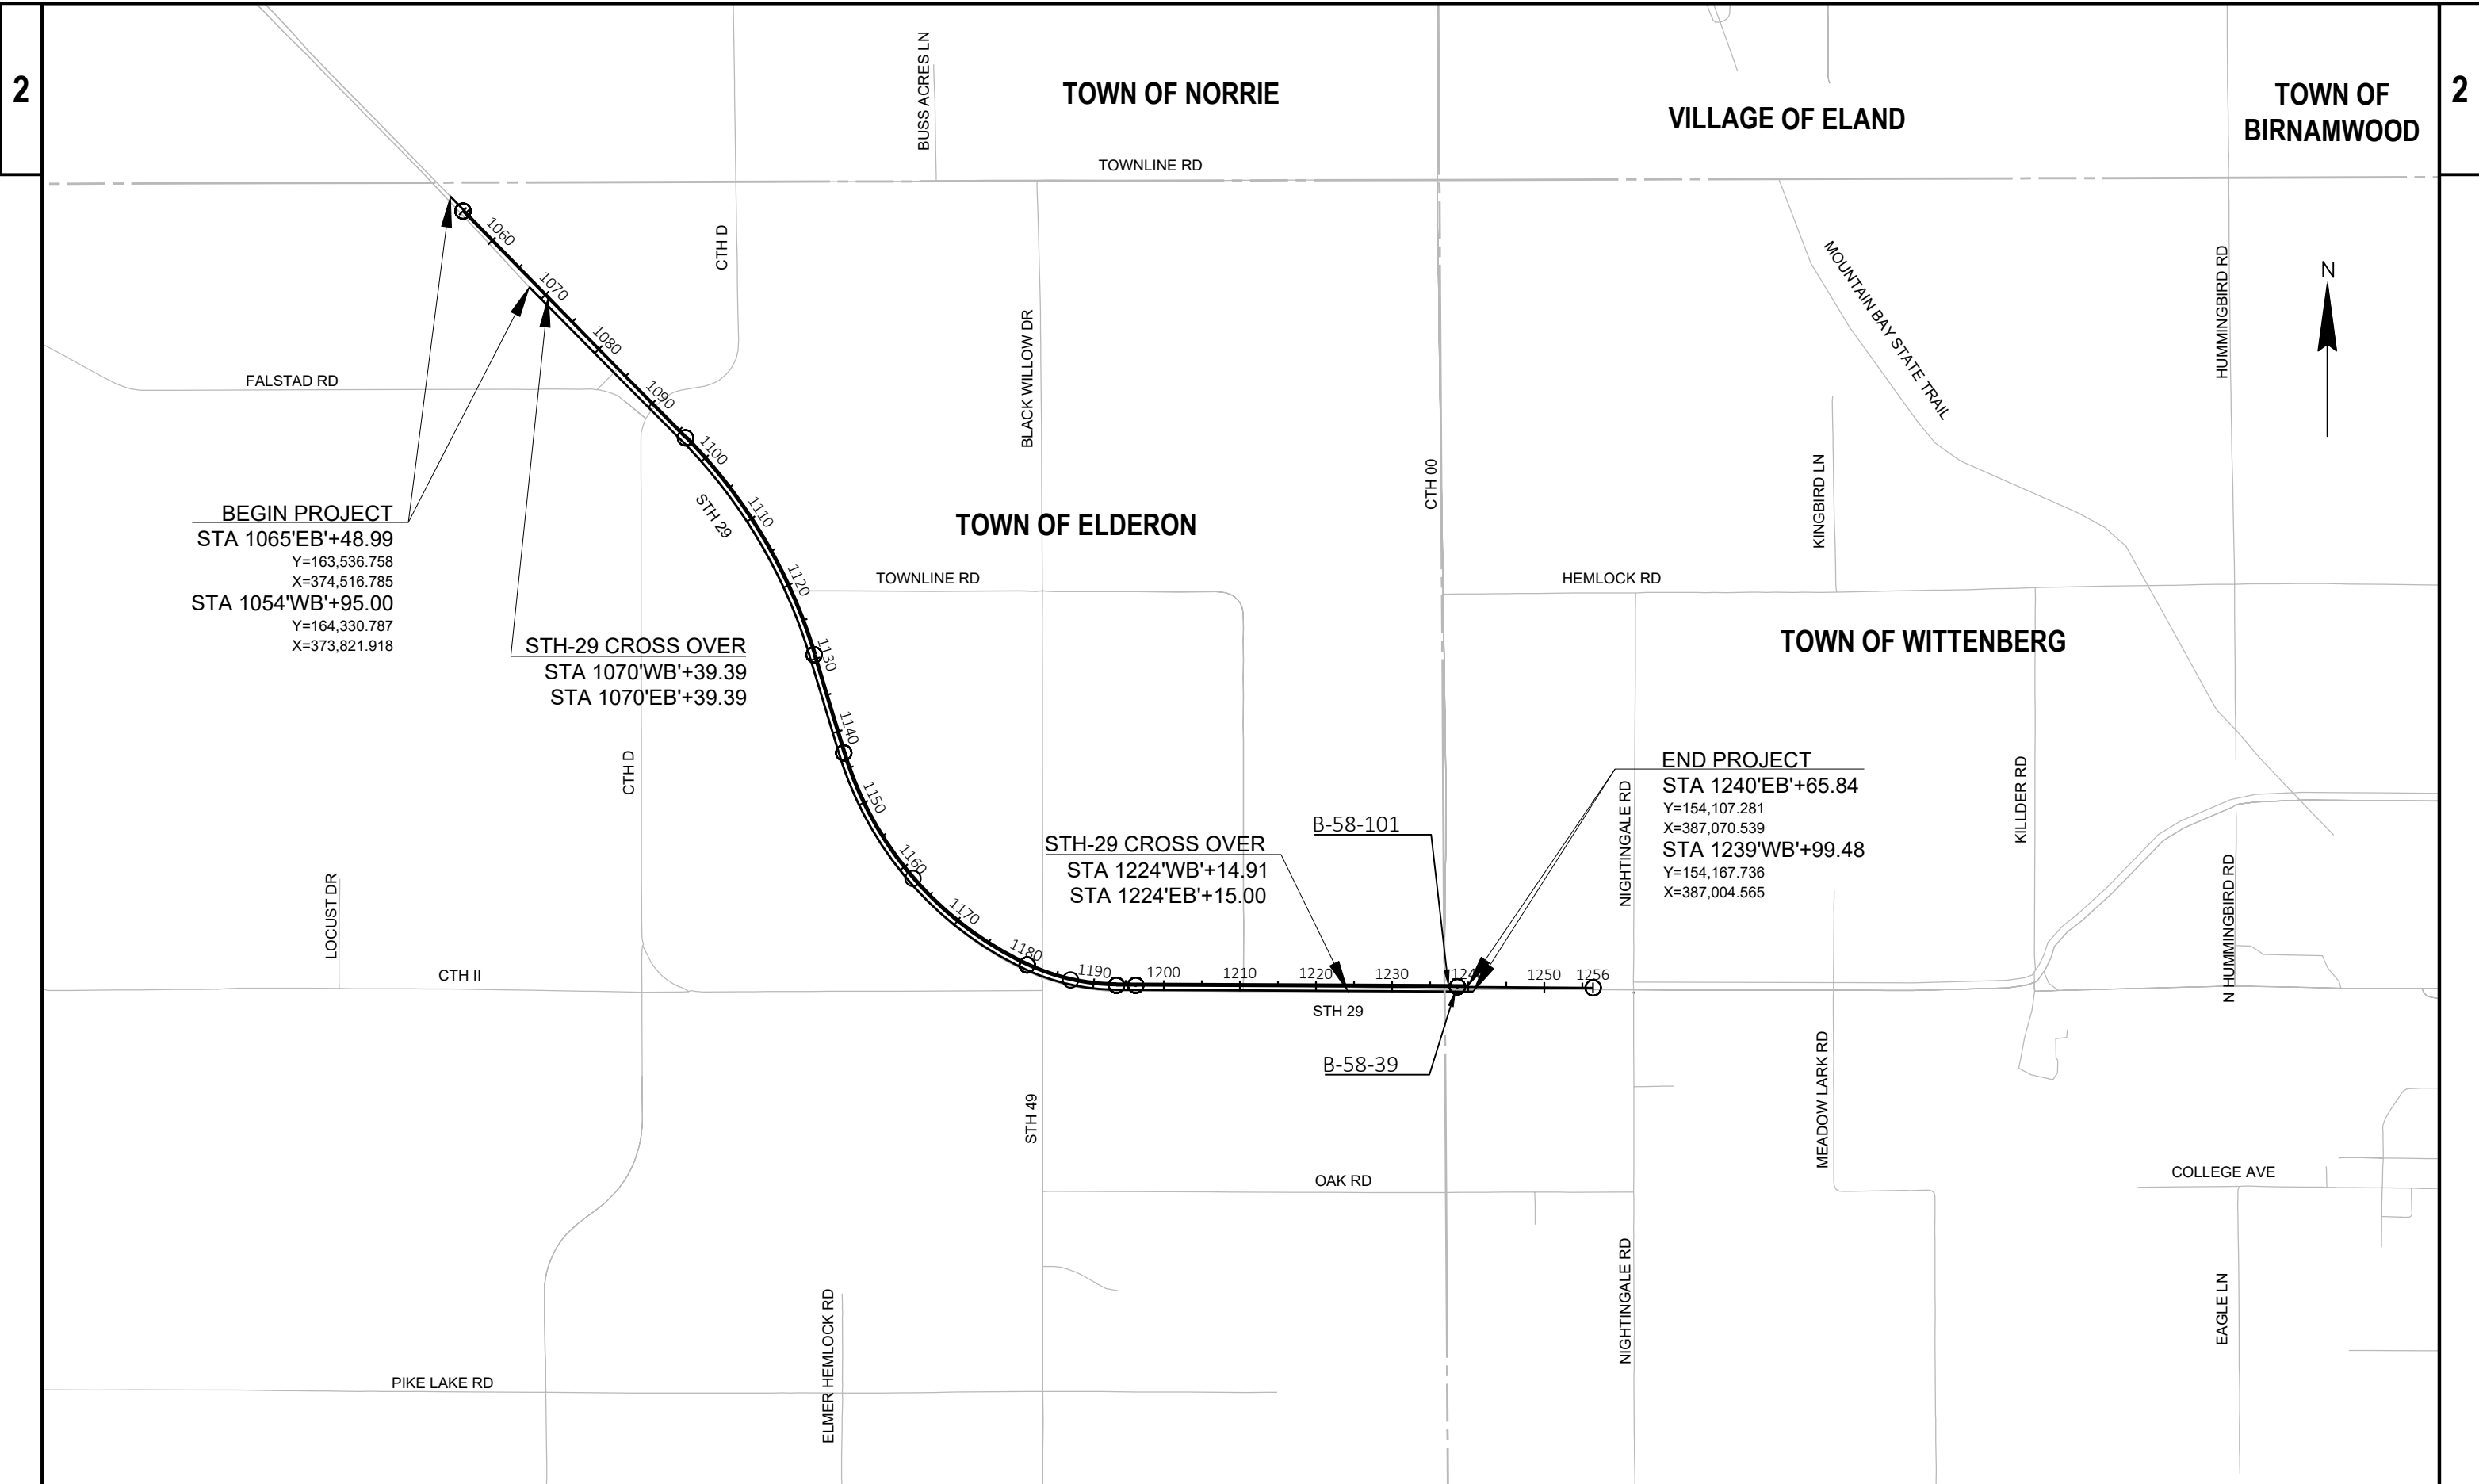 2
2
TOWN OF NORRIE
VILLAGE OF ELAND
TOWN OF
BIRNAMWOOD
BUSS ACRES LN
TOWNLINE RD
CTH D
BLACK WILLOW DR
CTH 00
MOUNTAIN BAY STATE TRAIL
HUMMINGBIRD RD
N
FALSTAD RD
1060
1070
1080
1090
1100
1110
1120
1130
1140
1150
1160
1170
1180
1190
1200
1210
1220
1230
1250
1256
STH 29
BEGIN PROJECT
STA 1065'EB'+48.99
Y=163,536.758
X=374,516.785
STA 1054'WB'+95.00
Y=164,330.787
X=373,821.918
STH-29 CROSS OVER
STA 1070'WB'+39.39
STA 1070'EB'+39.39
TOWN OF ELDERON
TOWNLINE RD
KINGBIRD LN
HEMLOCK RD
TOWN OF WITTENBERG
CTH D
END PROJECT
STA 1240'EB'+65.84
Y=154,107.281
X=387,070.539
STA 1239'WB'+99.48
Y=154,167.736
X=387,004.565
NIGHTINGALE RD
KILLDER RD
B-58-101
STH-29 CROSS OVER
STA 1224'WB'+14.91
STA 1224'EB'+15.00
LOCUST DR
CTH II
N HUMMINGBIRD RD
STH 29
B-58-39
STH 49
MEADOW LARK RD
OAK RD
COLLEGE AVE
NIGHTINGALE RD
EAGLE LN
ELMER HEMLOCK RD
PIKE LAKE RD